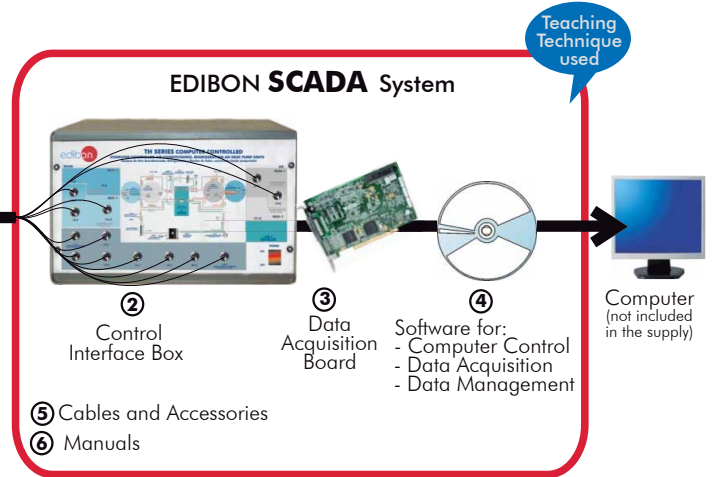 Teaching
Technique
used
EDIBON SCADA System
edibon
TH SERIES COMPUTER CONTROLLED
2
Control
Interface Box
3
Data
Acquisition
Board
4
Software for:
- Computer Control
- Data Acquisition
- Data Management
Computer
(not included
in the supply)
5 Cables and Accessories
6 Manuals